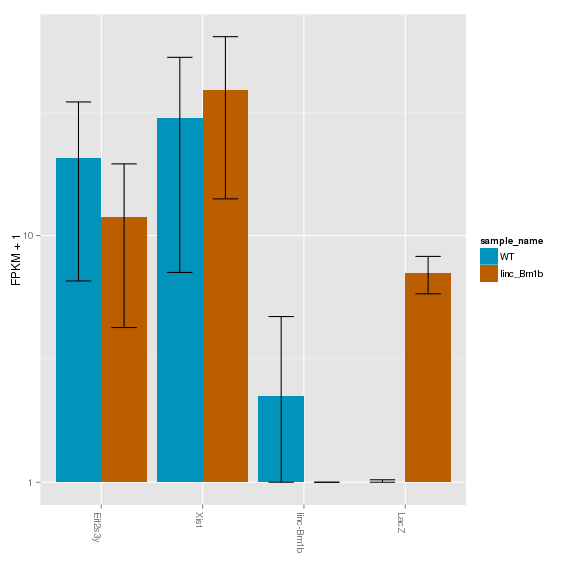 FPKM + 1
10
1
Eif2s3y
Xist
linc-Brn1b
LacZ
sample_name
WT
linc_Brn1b